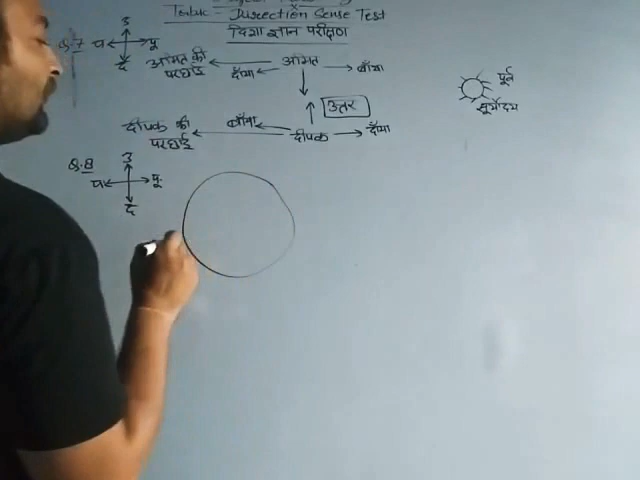 Topic - Direction Sense Test
दिशा ज्ञान परीक्षण
Q.7 उ प पू द
अमित की परछाई दाँया अमित बाँया
उत्तर
दीपक की परछाई बाँया दीपक दाँया
पूर्व
सूर्योदय
Q.8 उ प पू द